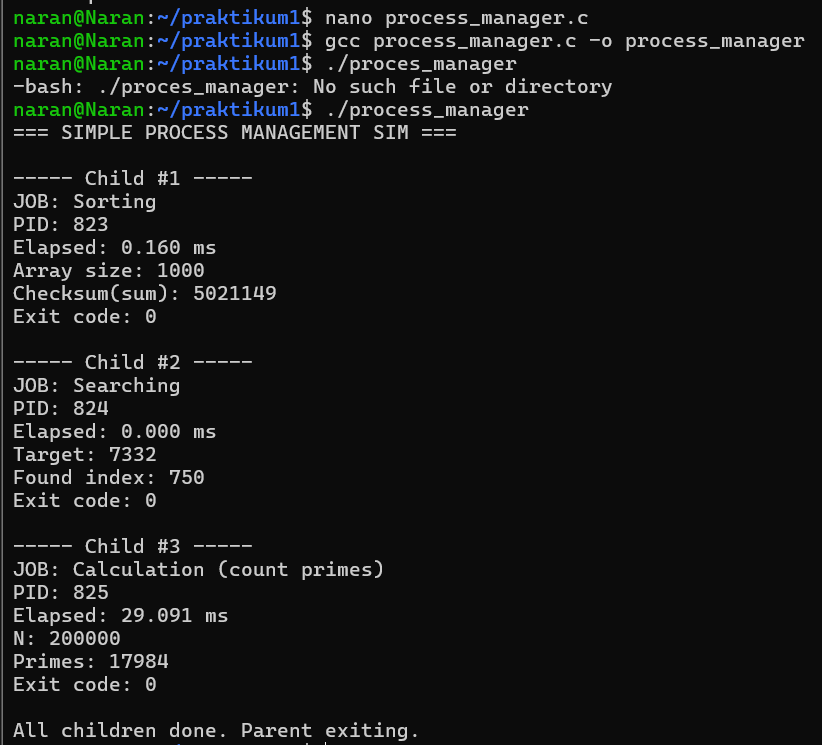 naran@Naran:~/praktikum1$ nano process_manager.c
naran@Naran:~/praktikum1$ gcc process_manager.c -o process_manager
naran@Naran:~/praktikum1$ ./proces_manager
-bash: ./proces_manager: No such file or directory
naran@Naran:~/praktikum1$ ./process_manager
=== SIMPLE PROCESS MANAGEMENT SIM ===

----- Child #1 -----
JOB: Sorting
PID: 823
Elapsed: 0.160 ms
Array size: 1000
Checksum(sum): 5021149
Exit code: 0

----- Child #2 -----
JOB: Searching
PID: 824
Elapsed: 0.000 ms
Target: 7332
Found index: 750
Exit code: 0

----- Child #3 -----
JOB: Calculation (count primes)
PID: 825
Elapsed: 29.091 ms
N: 200000
Primes: 17984
Exit code: 0

All children done. Parent exiting.